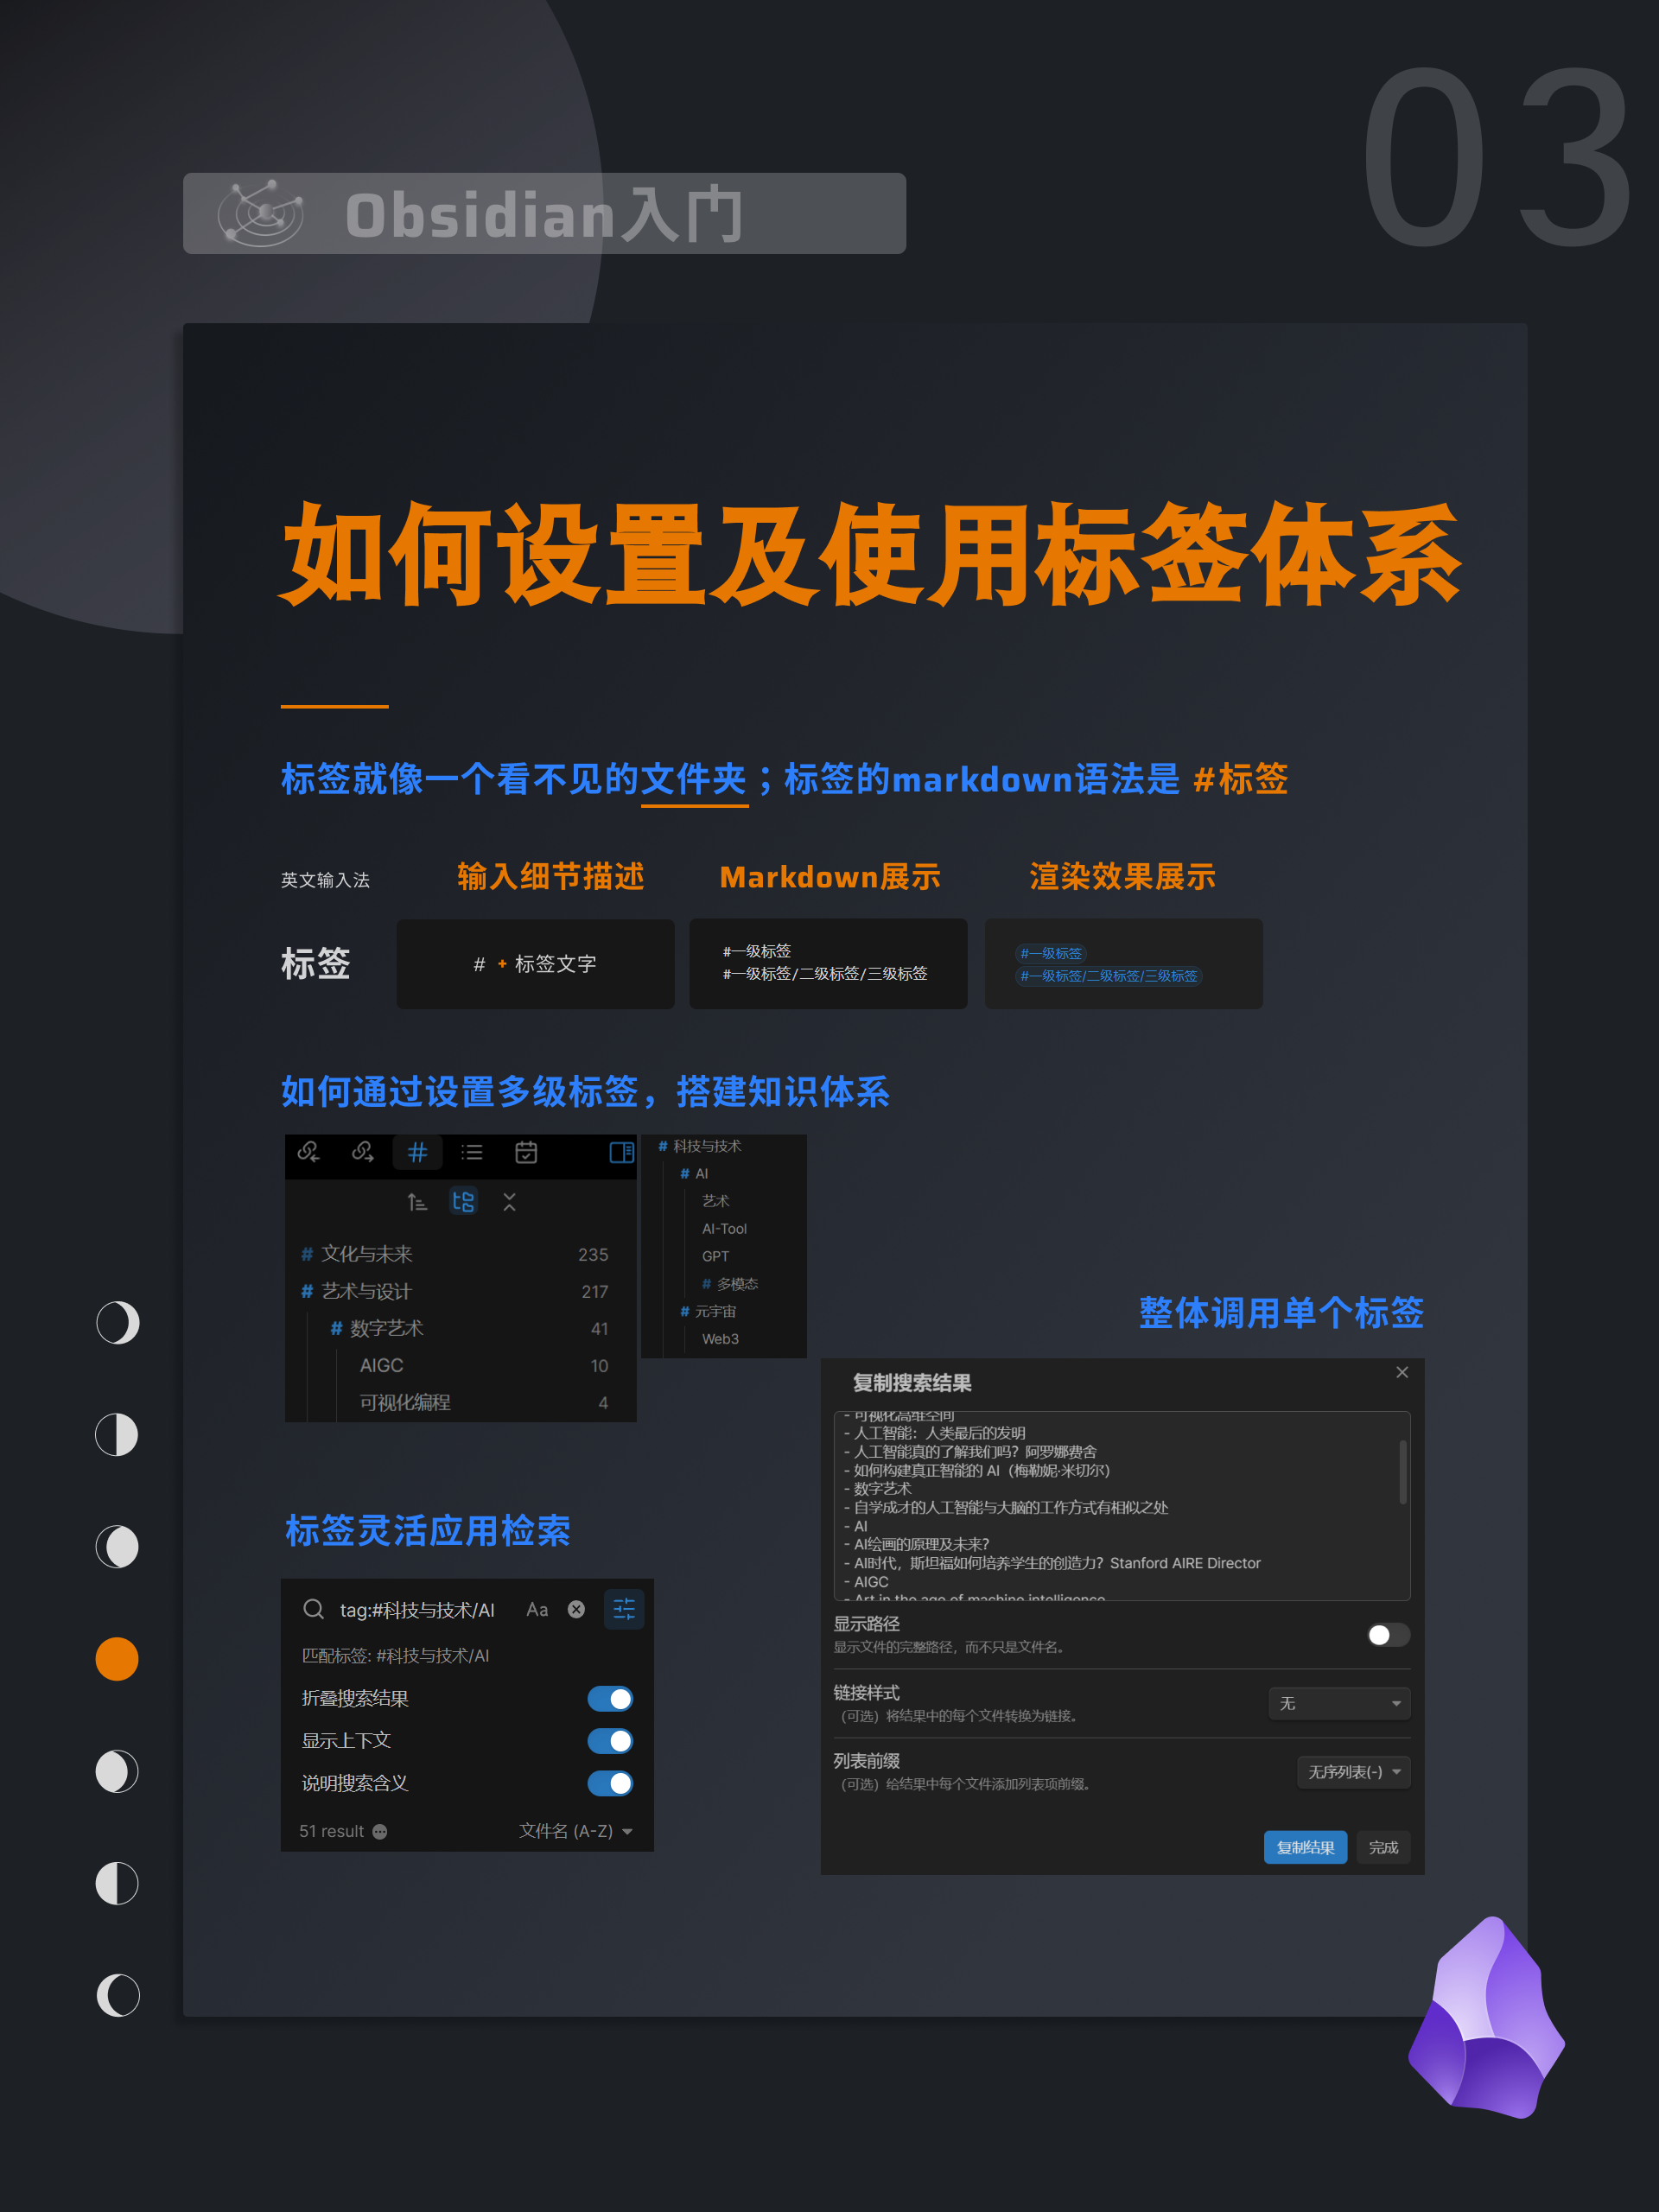 03
Obsidian入门
如何设置及使用标签体系
标签就像一个看不见的文件夹；标签的markdown语法是 #标签
英文输入法
输入细节描述
Markdown展示
渲染效果展示
标签
# + 标签文字
#一级标签
#一级标签/二级标签/三级标签
#一级标签
#一级标签/二级标签/三级标签
如何通过设置多级标签，搭建知识体系
# 文化与未来 235
# 艺术与设计 217
# 数字艺术 41
AIGC 10
可视化编程 4
# 科技与技术
# AI
艺术
AI-Tool
GPT
# 多模态
# 元宇宙
Web3
标签灵活应用检索
tag:#科技与技术/AI Aa
匹配标签: #科技与技术/AI
折叠搜索结果
显示上下文
说明搜索含义
51 result 文件名 (A-Z)
整体调用单个标签
复制搜索结果
- 可视化高维空间
- 人工智能：人类最后的发明
- 人工智能真的了解我们吗？阿罗娜费舍
- 如何构建真正智能的 AI（梅勒妮·米切尔）
- 数字艺术
- 自学成才的人工智能与大脑的工作方式有相似之处
- AI
- AI绘画的原理及未来?
- AI时代，斯坦福如何培养学生的创造力？Stanford AIRE Director
- AIGC
- Art in the age of machine intelligence
显示路径
显示文件的完整路径，而不只是文件名。
链接样式
（可选）将结果中的每个文件转换为链接。
无
列表前缀
（可选）给结果中每个文件添加列表项前缀。
无序列表(-)
复制结果 完成